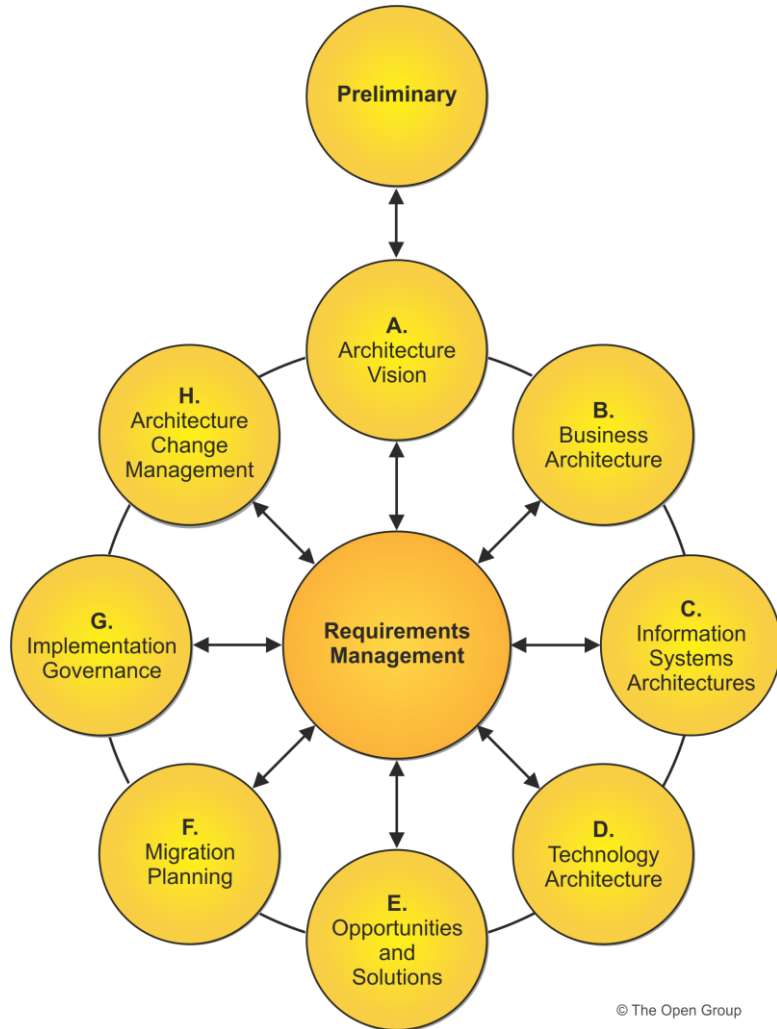 Preliminary
A.
Architecture
Vision
B.
Business
Architecture
C.
Information
Systems
Architectures
D.
Technology
Architecture
E.
Opportunities
and
Solutions
F.
Migration
Planning
G.
Implementation
Governance
H.
Architecture
Change
Management
Requirements
Management
© The Open Group